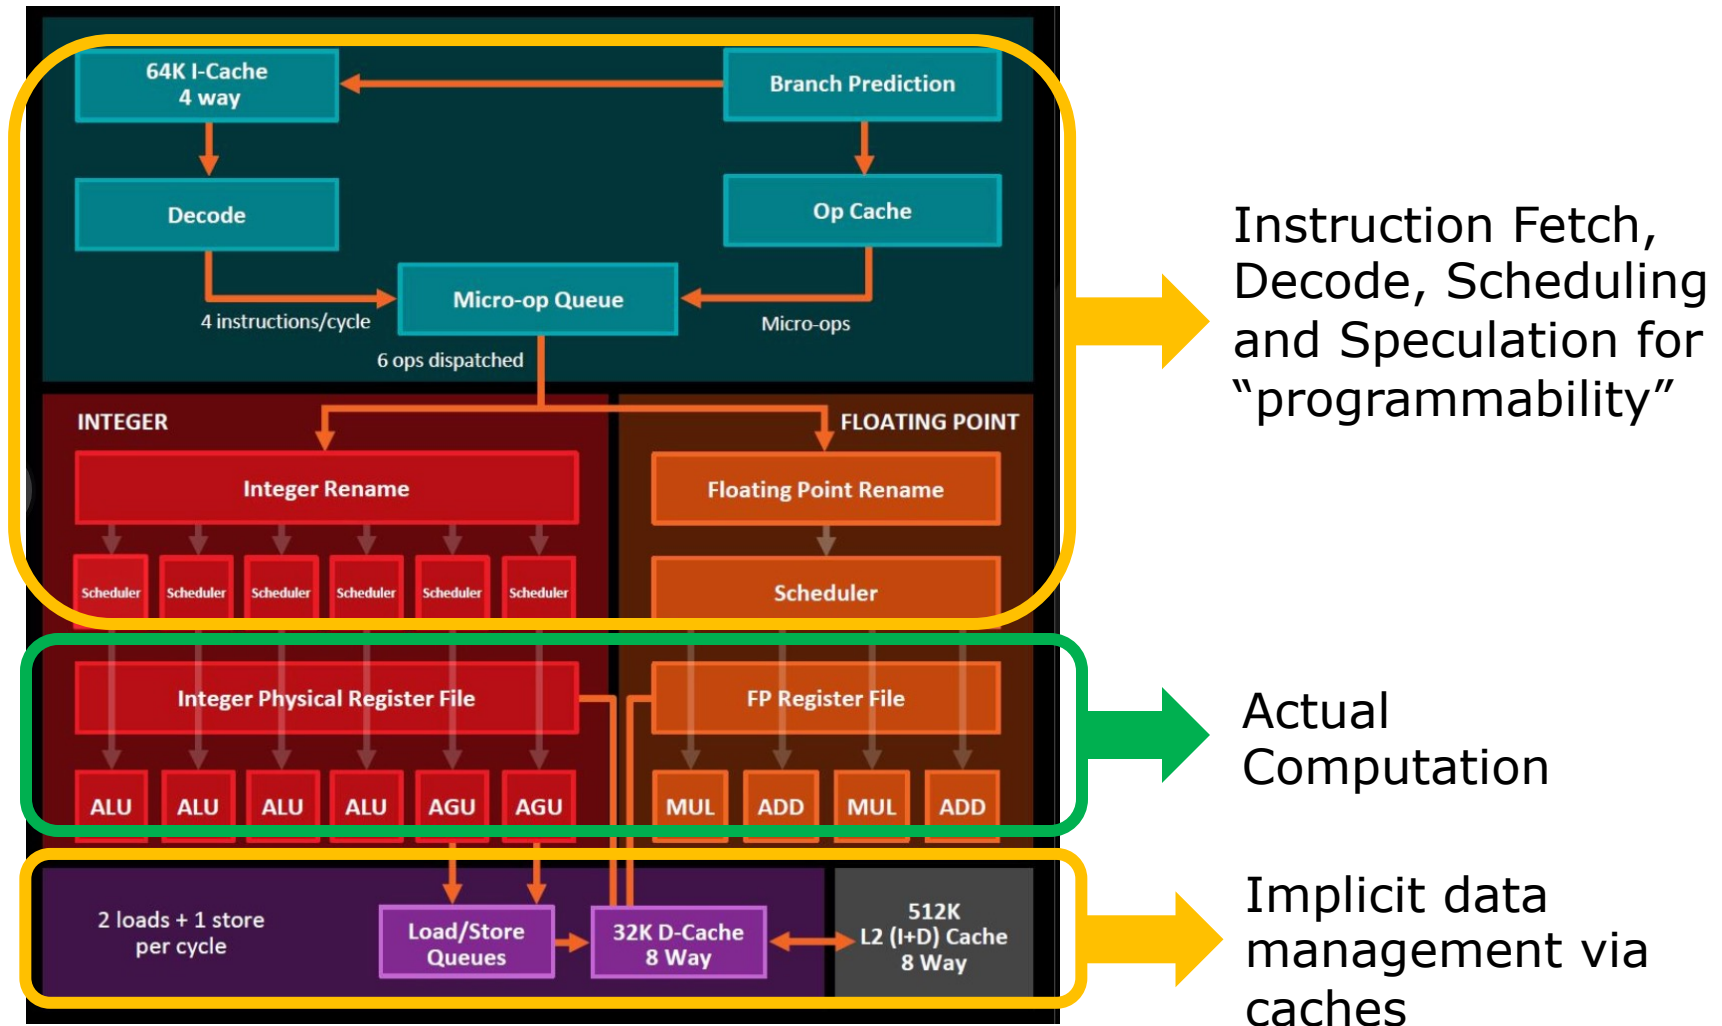 64K I-Cache
4 way
Branch Prediction
Decode
Op Cache
Micro-op Queue
4 instructions/cycle
Micro-ops
6 ops dispatched
INTEGER
FLOATING POINT
Integer Rename
Floating Point Rename
Scheduler
Scheduler
Scheduler
Scheduler
Scheduler
Scheduler
Scheduler
Integer Physical Register File
FP Register File
ALU
ALU
ALU
ALU
AGU
AGU
MUL
ADD
MUL
ADD
2 loads + 1 store
per cycle
Load/Store
Queues
32K D-Cache
8 Way
512K
L2 (I+D) Cache
8 Way
Instruction Fetch,
Decode, Scheduling
and Speculation for
“programmability”
Actual
Computation
Implicit data
management via
caches